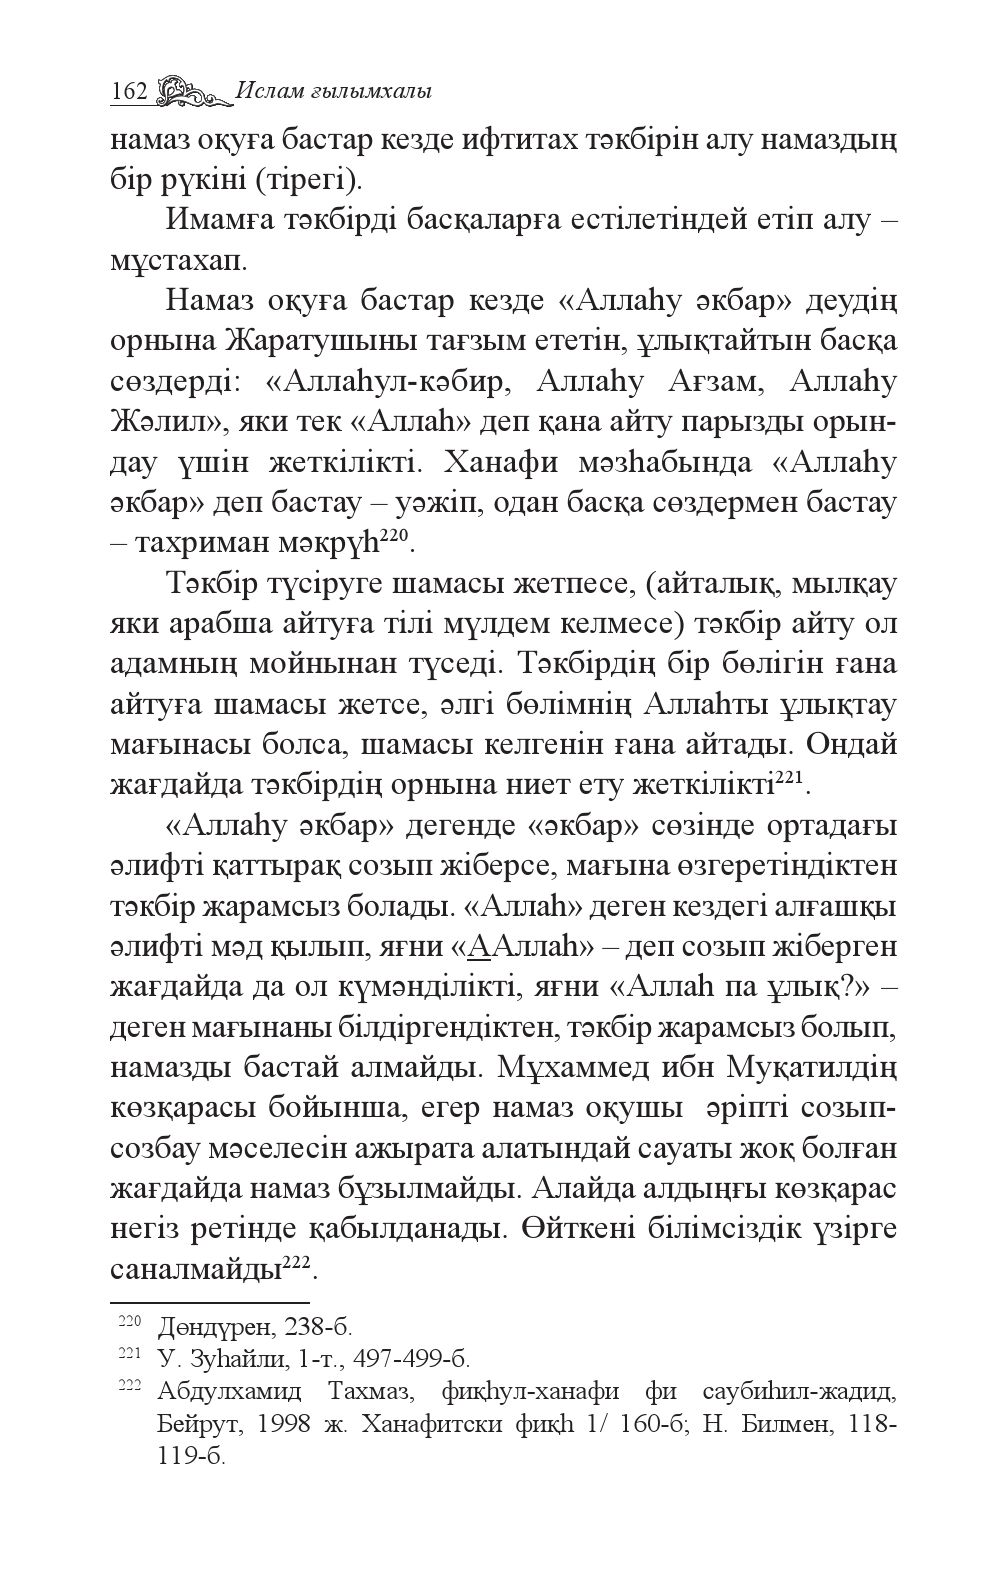 162 Ислам ғылымхалы
намаз оқуға бастар кезде ифтитах тәкбірін алу намаздың
бір рүкіні (тірегі).
Имамға тәкбірді басқаларға естілетіндей етіп алу –
мұстахап.
Намаз оқуға бастар кезде «Аллаһу әкбар» деудің
орнына Жаратушыны тағзым ететін, ұлықтайтын басқа
сөздерді: «Аллаһул-кәбир, Аллаһу Ағзам, Аллаһу
Жәлил», яки тек «Аллаһ» деп қана айту парызды орын-
дау үшін жеткілікті. Ханафи мәзһабында «Аллаһу
әкбар» деп бастау – уәжіп, одан басқа сөздермен бастау
– тахриман мәкрүһ²²⁰.
Тәкбір түсіруге шамасы жетпесе, (айталық, мылқау
яки арабша айтуға тілі мүлдем келмесе) тәкбір айту ол
адамның мойнынан түседі. Тәкбірдің бір бөлігін ғана
айтуға шамасы жетсе, әлгі бөлімнің Аллаһты ұлықтау
мағынасы болса, шамасы келгенін ғана айтады. Ондай
жағдайда тәкбірдің орнына ниет ету жеткілікті²²¹.
«Аллаһу әкбар» дегенде «әкбар» сөзінде ортадағы
әлифті қаттырақ созып жіберсе, мағына өзгеретіндіктен
тәкбір жарамсыз болады. «Аллаһ» деген кездегі алғашқы
әлифті мәд қылып, яғни «ААллаһ» – деп созып жіберген
жағдайда да ол күмәнділікті, яғни «Аллаһ па ұлық?» –
деген мағынаны білдіргендіктен, тәкбір жарамсыз болып,
намазды бастай алмайды. Мұхаммед ибн Муқатилдің
көзқарасы бойынша, егер намаз оқушы әріпті созып-
созбау мәселесін ажырата алатындай сауаты жоқ болған
жағдайда намаз бұзылмайды. Алайда алдыңғы көзқарас
негіз ретінде қабылданады. Өйткені білімсіздік үзірге
саналмайды²²².
²²⁰ Дөндүрен, 238-б.
²²¹ У. Зуһайли, 1-т., 497-499-б.
²²² Абдулхамид Тахмаз, фиқһул-ханафи фи саубиһил-жадид,
Бейрут, 1998 ж. Ханафитски фиқһ 1/ 160-б; Н. Билмен, 118-
119-б.